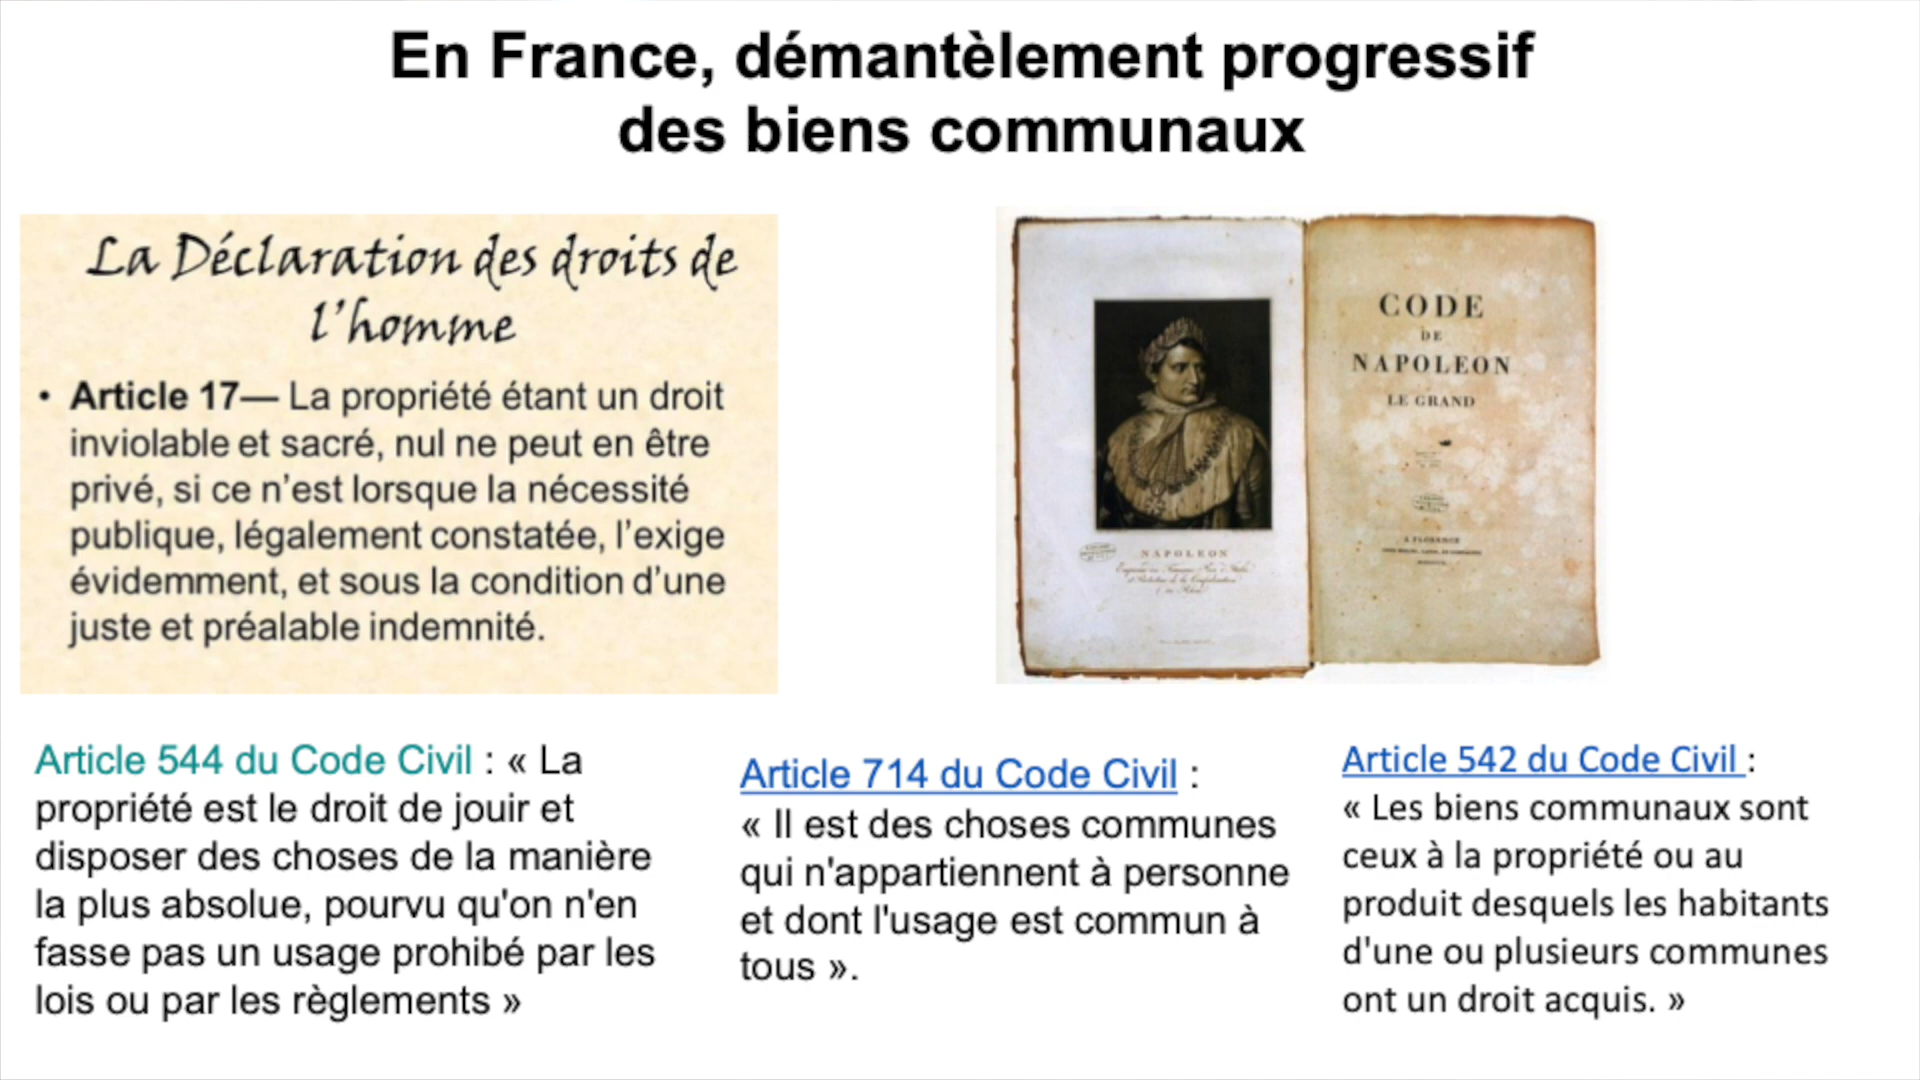 En France, démantèlement progressif
des biens communaux
La Déclaration des droits de
l'homme
• Article 17— La propriété étant un droit
inviolable et sacré, nul ne peut en être
privé, si ce n'est lorsque la nécessité
publique, légalement constatée, l'exige
évidemment, et sous la condition d'une
juste et préalable indemnité.
CODE
DE
NAPOLEON
LE GRAND
A FLORENCE
NAPOLEON
Article 544 du Code Civil : « La
propriété est le droit de jouir et
disposer des choses de la manière
la plus absolue, pourvu qu'on n'en
fasse pas un usage prohibé par les
lois ou par les règlements »
Article 714 du Code Civil :
« Il est des choses communes
qui n'appartiennent à personne
et dont l'usage est commun à
tous ».
Article 542 du Code Civil :
« Les biens communaux sont
ceux à la propriété ou au
produit desquels les habitants
d'une ou plusieurs communes
ont un droit acquis. »